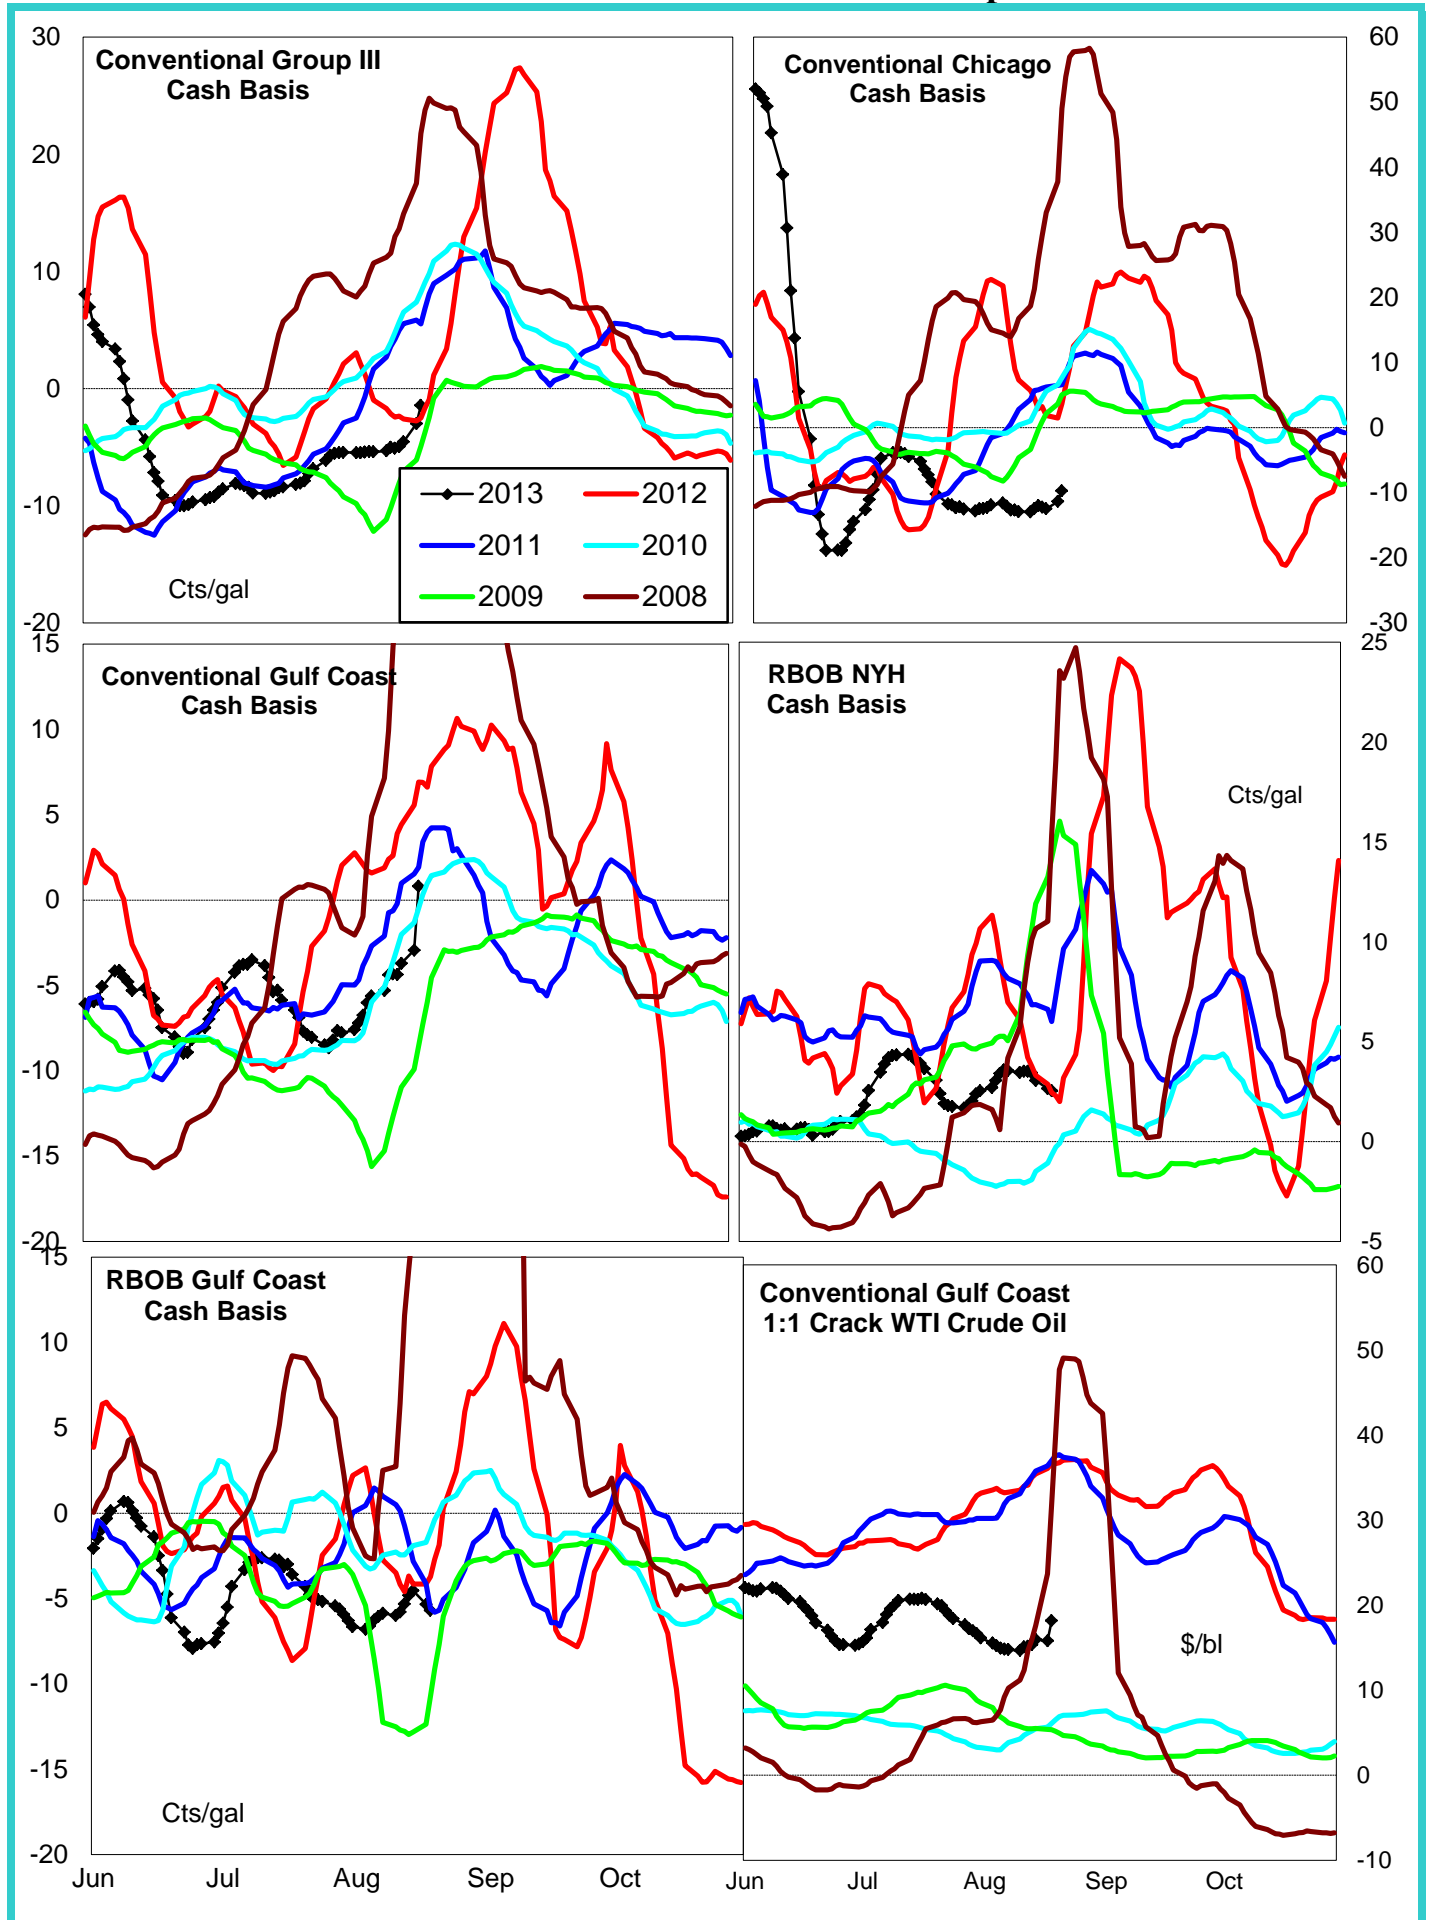 Conventional Group III
Cash Basis
30
20
10
0
-10
-20
Cts/gal
2013
2012
2011
2010
2009
2008
Conventional Chicago
Cash Basis
60
50
40
30
20
10
0
-10
-20
-30
Conventional Gulf Coast
Cash Basis
15
10
5
0
-5
-10
-15
-20
RBOB NYH
Cash Basis
Cts/gal
25
20
15
10
5
0
-5
RBOB Gulf Coast
Cash Basis
15
10
5
0
-5
-10
-15
-20
Cts/gal
Jun Jul Aug Sep Oct
Conventional Gulf Coast
1:1 Crack WTI Crude Oil
60
50
40
30
20
10
0
-10
$/bl
Jun Jul Aug Sep Oct